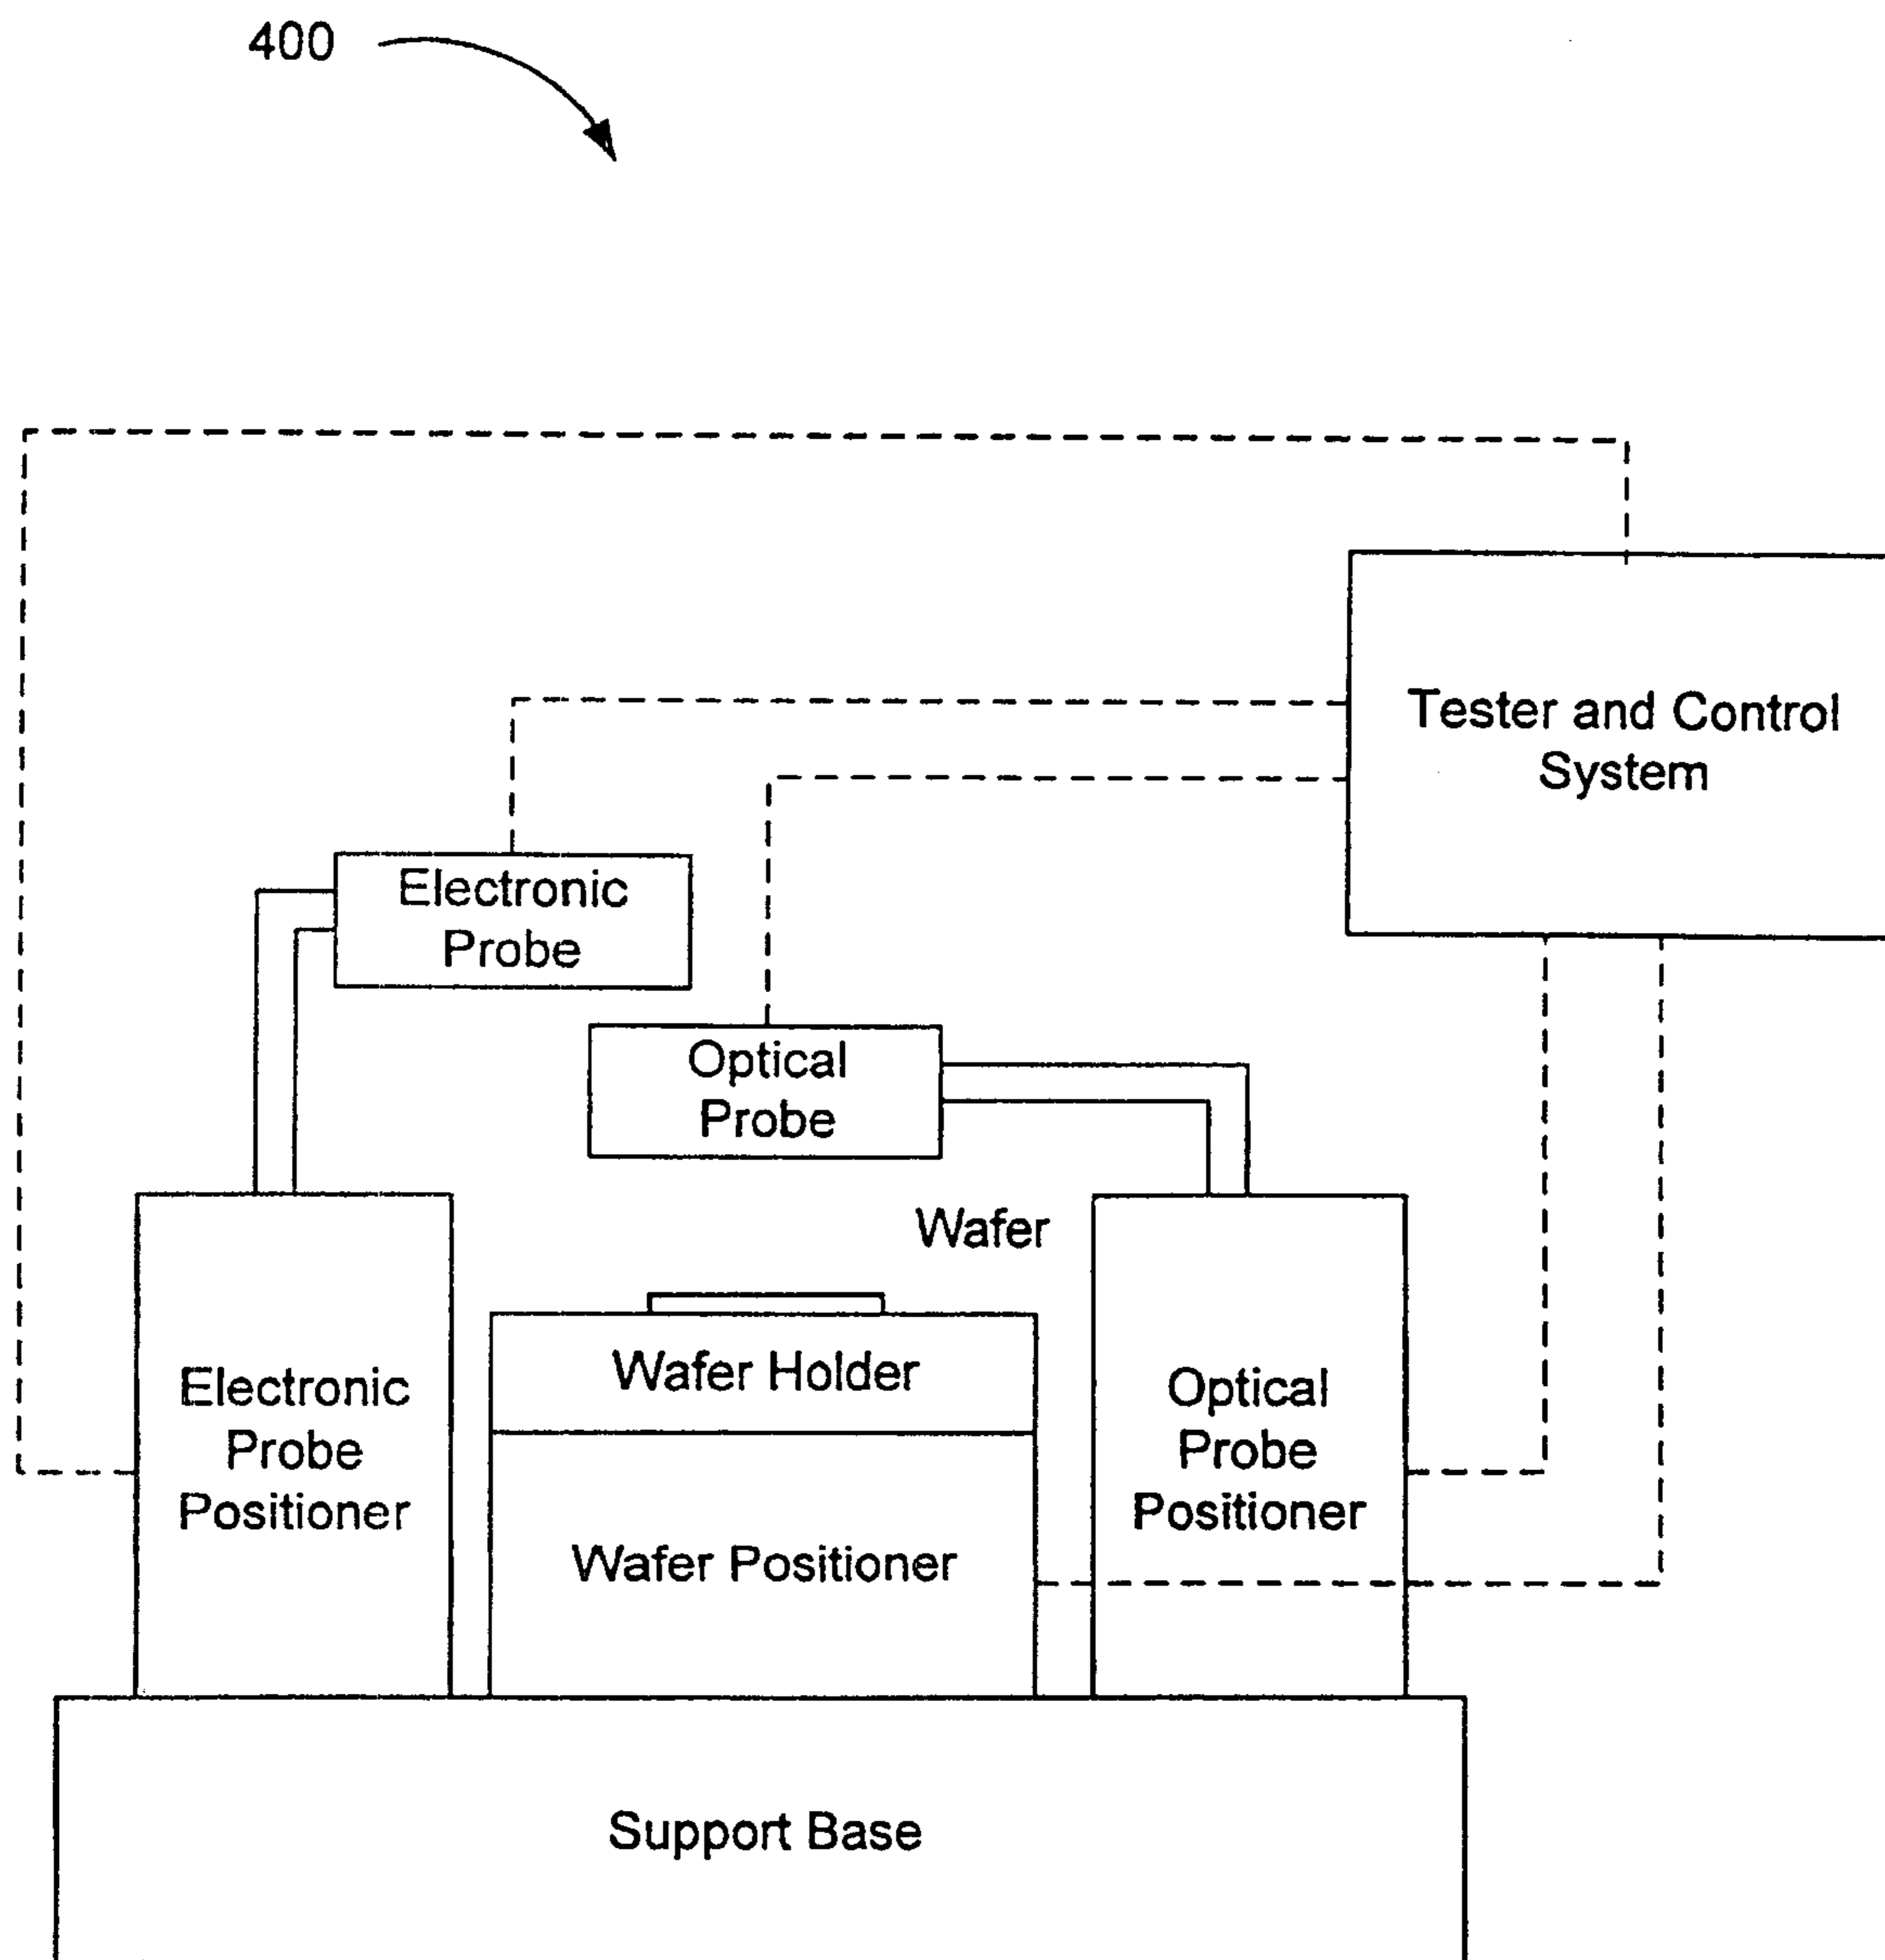 400
Tester and Control
System
Electronic
Probe
Optical
Probe
Wafer
Wafer Holder
Electronic
Probe
Positioner
Optical
Probe
Positioner
Wafer Positioner
Support Base